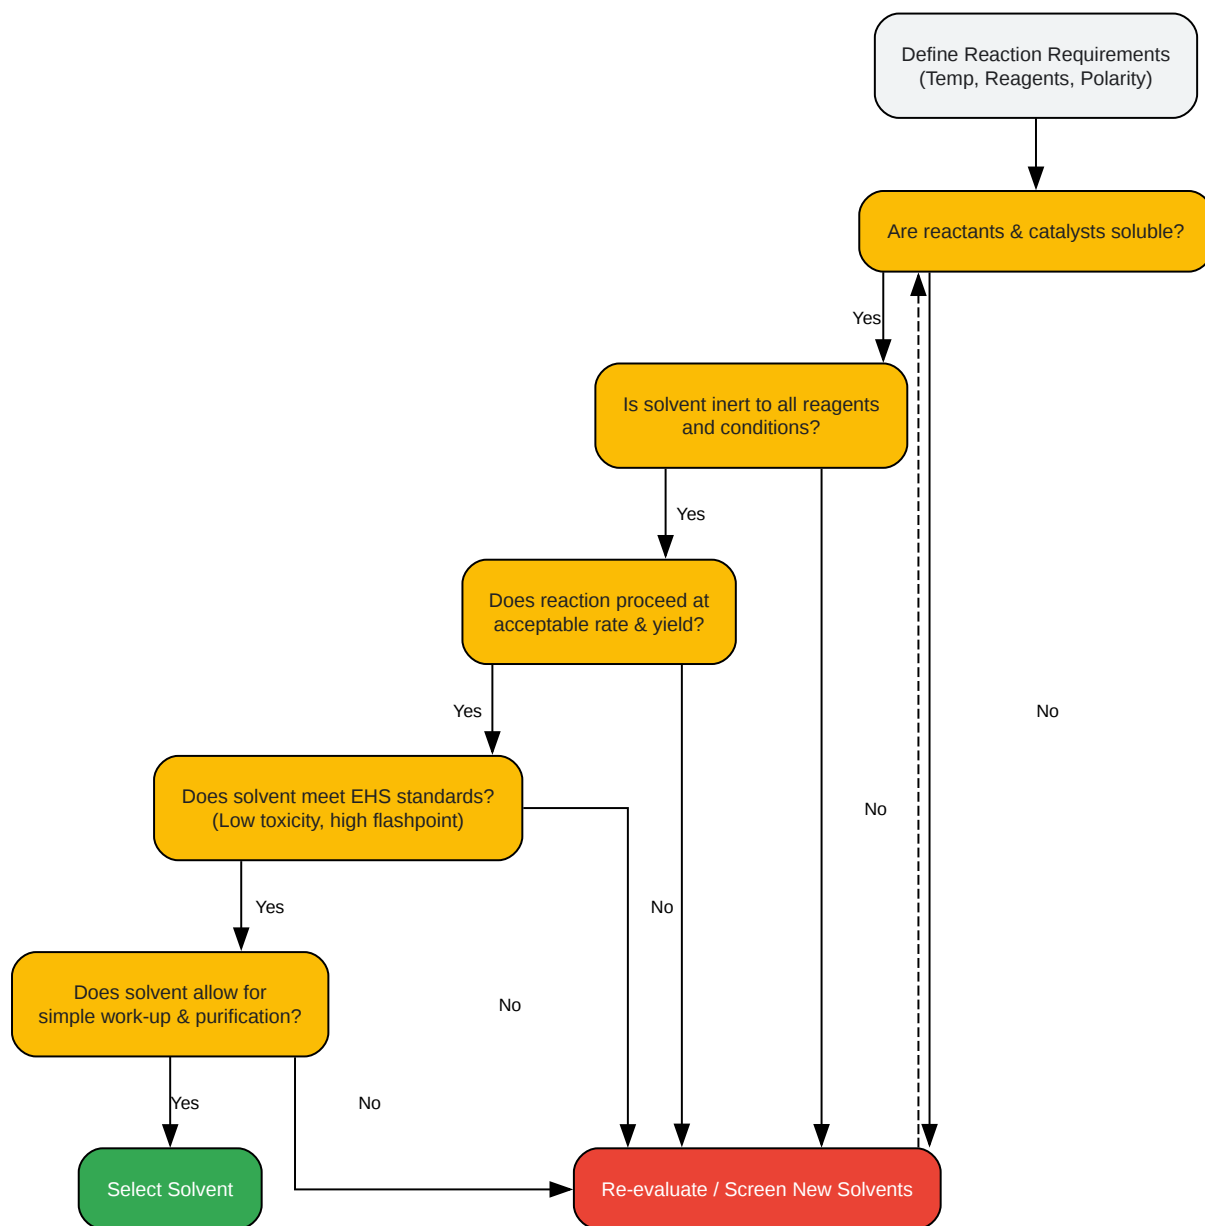 Define Reaction Requirements
(Temp, Reagents, Polarity)
Are reactants & catalysts soluble?
Yes
Is solvent inert to all reagents
and conditions?
Yes
Does reaction proceed at
acceptable rate & yield?
Yes
No
Does solvent meet EHS standards?
(Low toxicity, high flashpoint)
No
Yes
No
Does solvent allow for
simple work-up & purification?
No
Yes
No
Select Solvent
Re-evaluate / Screen New Solvents